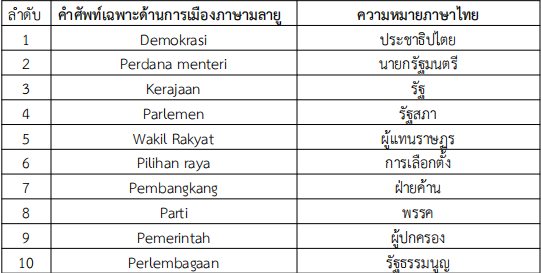 ลำดับ คำศัพท์เฉพาะด้านการเมืองภาษามลายู ความหมายภาษาไทย
1 Demokrasi ประชาธิปไตย
2 Perdana menteri นายกรัฐมนตรี
3 Kerajaan รัฐ
4 Parlemen รัฐสภา
5 Wakil Rakyat ผู้แทนราษฎร
6 Pilihan raya การเลือกตั้ง
7 Pembangkang ฝ่ายค้าน
8 Parti พรรค
9 Pemerintah ผู้ปกครอง
10 Perlembagaan รัฐธรรมนูญ